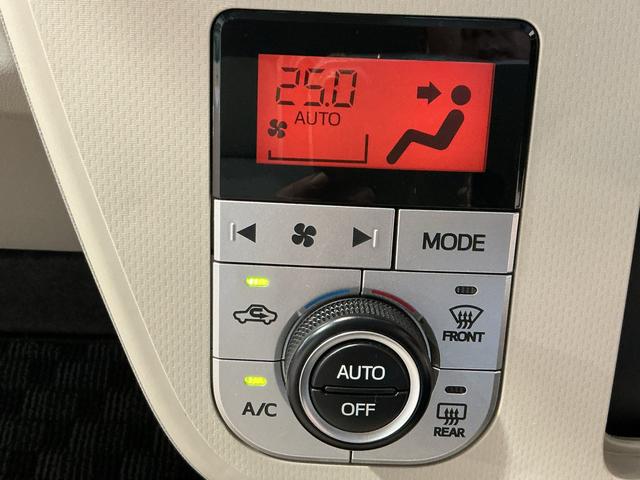 25.0
AUTO
MODE
FRONT
AUTO
A/C
OFF
REAR